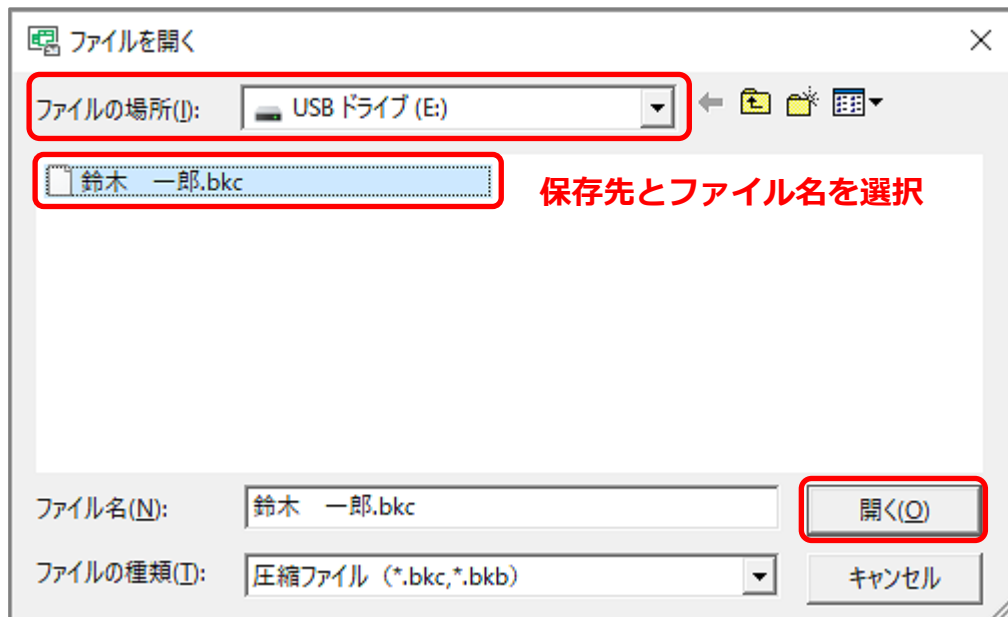 ファイルを開く
ファイルの場所(I): USB ドライブ (E:)
鈴木　一郎.bkc
保存先とファイル名を選択
ファイル名(N): 鈴木　一郎.bkc 開く(O)
ファイルの種類(T): 圧縮ファイル（*.bkc,*.bkb） キャンセル